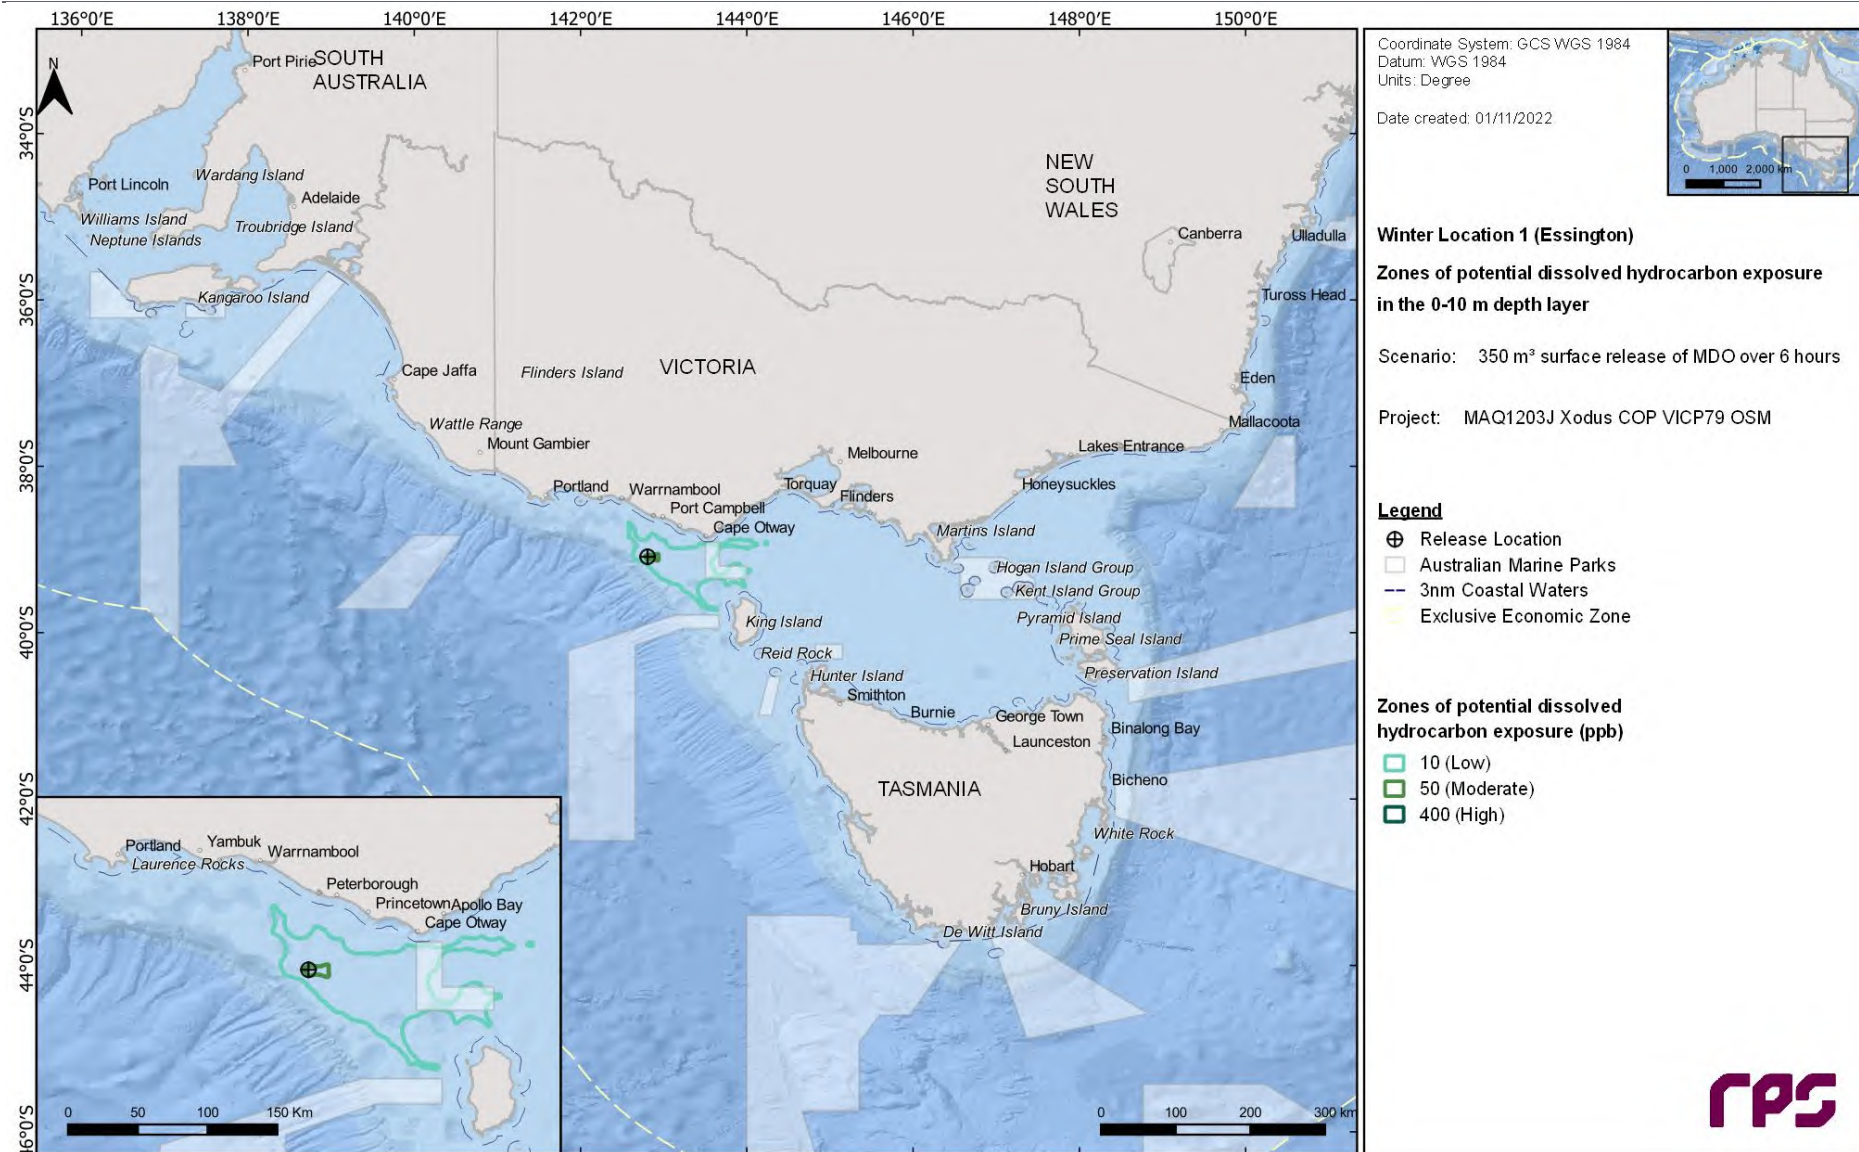 136°0'E 138°0'E 140°0'E 142°0'E 144°0'E 146°0'E 148°0'E 150°0'E
34°0'S
36°0'S
38°0'S
40°0'S
42°0'S
44°0'S
46°0'S
N
Port Pirie
SOUTH
AUSTRALIA
Port Lincoln
Wardang Island
Adelaide
Williams Island
Neptune Islands
Troubridge Island
Kangaroo Island
NEW
SOUTH
WALES
Canberra
Ulladulla
Tuross Head
Cape Jaffa
Flinders Island
VICTORIA
Eden
Wattle Range
Mount Gambier
Mallacoota
Melbourne
Lakes Entrance
Portland
Warrnambool
Torquay
Flinders
Honeysuckles
Port Campbell
Cape Otway
Martins Island
Hogan Island Group
Kent Island Group
King Island
Pyramid Island
Prime Seal Island
Reid Rock
Hunter Island
Preservation Island
Smithton
Burnie
George Town
Binalong Bay
Launceston
TASMANIA
Bicheno
White Rock
Hobart
Bruny Island
De Witt Island
0 100 200 300 km
Portland
Yambuk
Warrnambool
Laurence Rocks
Peterborough
Princetown
Apollo Bay
Cape Otway
0 50 100 150 Km
Coordinate System: GCS WGS 1984
Datum: WGS 1984
Units: Degree
Date created: 01/11/2022
0 1,000 2,000 km
Winter Location 1 (Essington)
Zones of potential dissolved hydrocarbon exposure
in the 0-10 m depth layer
Scenario: 350 m³ surface release of MDO over 6 hours
Project: MAQ1203J Xodus COP VICP79 OSM
Legend
Release Location
Australian Marine Parks
3nm Coastal Waters
Exclusive Economic Zone
Zones of potential dissolved
hydrocarbon exposure (ppb)
10 (Low)
50 (Moderate)
400 (High)
rps